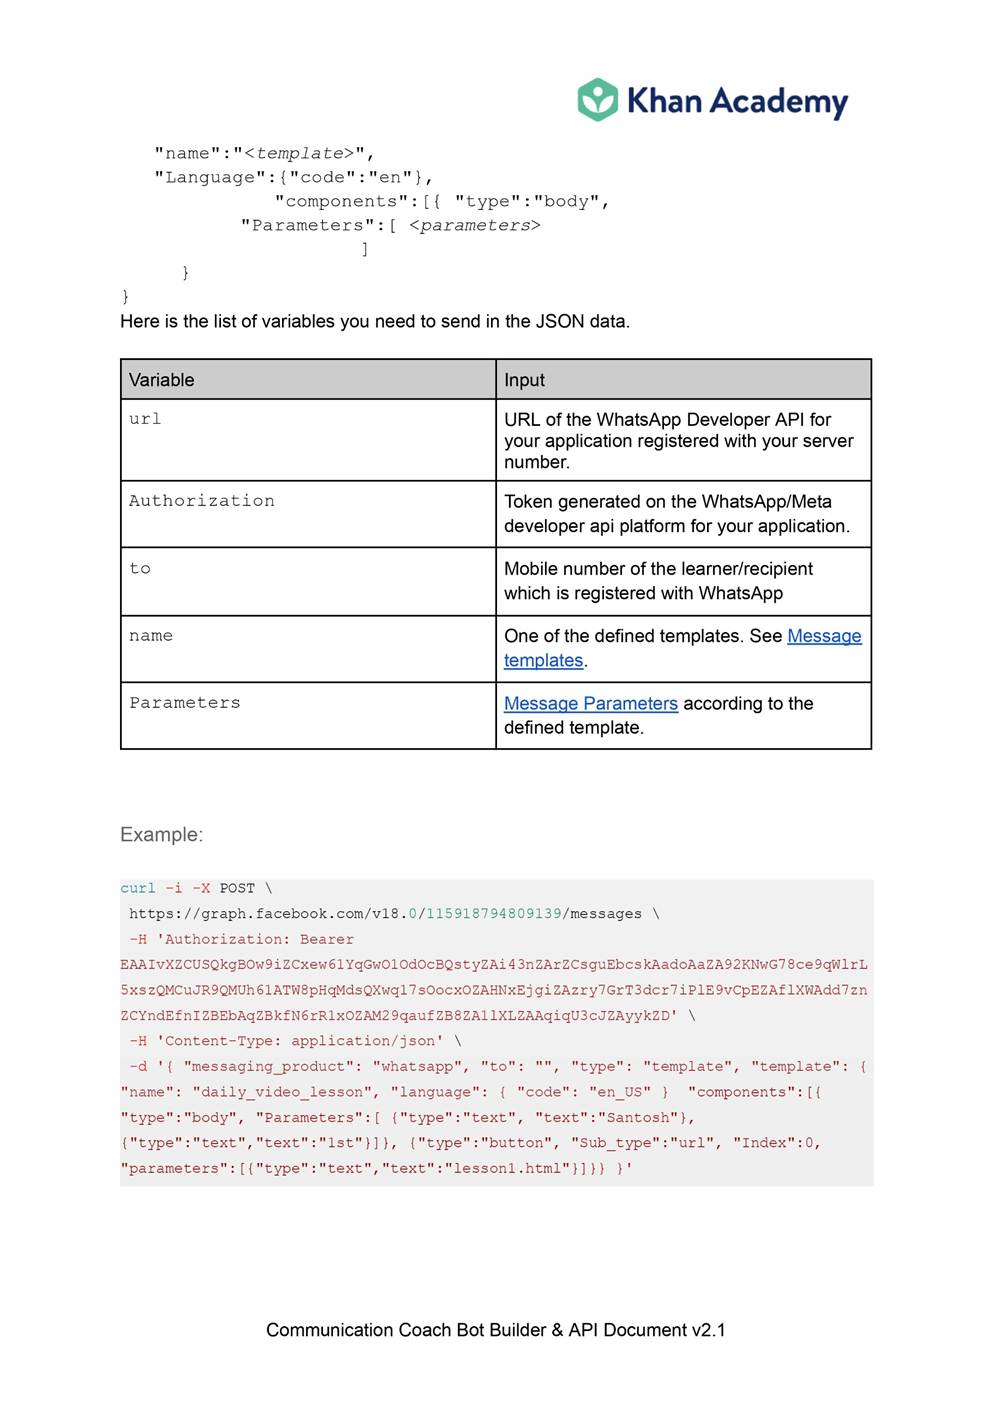 Khan Academy
"name":"<template>",
"Language":{"code":"en"},
"components":[{ "type":"body",
"Parameters":[ <parameters>
]
}
}
Here is the list of variables you need to send in the JSON data.
Variable
Input
url
URL of the WhatsApp Developer API for
your application registered with your server
number.
Authorization
Token generated on the WhatsApp/Meta
developer api platform for your application.
to
Mobile number of the learner/recipient
which is registered with WhatsApp
name
One of the defined templates. See Message
templates.
Parameters
Message Parameters according to the
defined template.
Example:
curl -i -X POST \
https://graph.facebook.com/v18.0/115918794809139/messages \
-H 'Authorization: Bearer
EAAIvXZCUSQkgBOw9iZCxew61YqGwO1OdOcBQstyZAi43nZArZCsguEbcskAadoAaZA92KNwG78ce9qWlrL
5xszQMCuJR9QMUh61ATW8pHqMdsQXwq17sOocxOZAHNxEjgiZAzry7GrT3dcr7iPlE9vCpEZAflXWAdd7zn
ZCYndEfnIZBEbAqZBkfN6rR1xOZAM29qaufZB8ZA1lXLZAAqiqU3cJZAyykZD' \
-H 'Content-Type: application/json' \
-d '{ "messaging_product": "whatsapp", "to": "", "type": "template", "template": {
"name": "daily_video_lesson", "language": { "code": "en_US" }  "components":[{
"type":"body", "Parameters":[ {"type":"text", "text":"Santosh"},
{"type":"text","text":"1st"}]}, {"type":"button", "Sub_type":"url", "Index":0,
"parameters":[{"type":"text","text":"lesson1.html"}]}} }'
Communication Coach Bot Builder & API Document v2.1